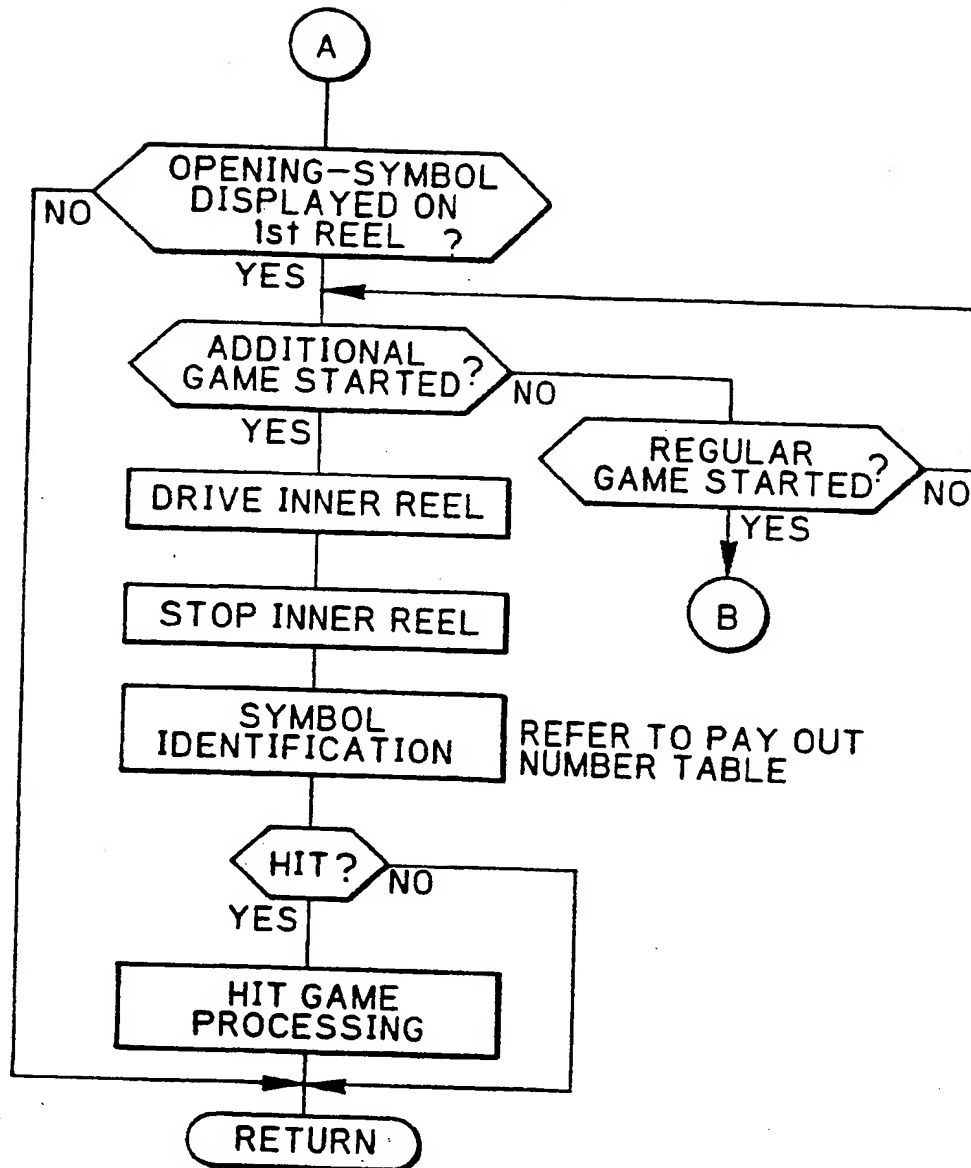 A
OPENING-SYMBOL
DISPLAYED ON
1st REEL ?
NO
YES
ADDITIONAL
GAME STARTED?
NO
YES
REGULAR
GAME STARTED?
NO
YES
DRIVE INNER REEL
B
STOP INNER REEL
SYMBOL
IDENTIFICATION
REFER TO PAY OUT
NUMBER TABLE
HIT?
NO
YES
HIT GAME
PROCESSING
RETURN